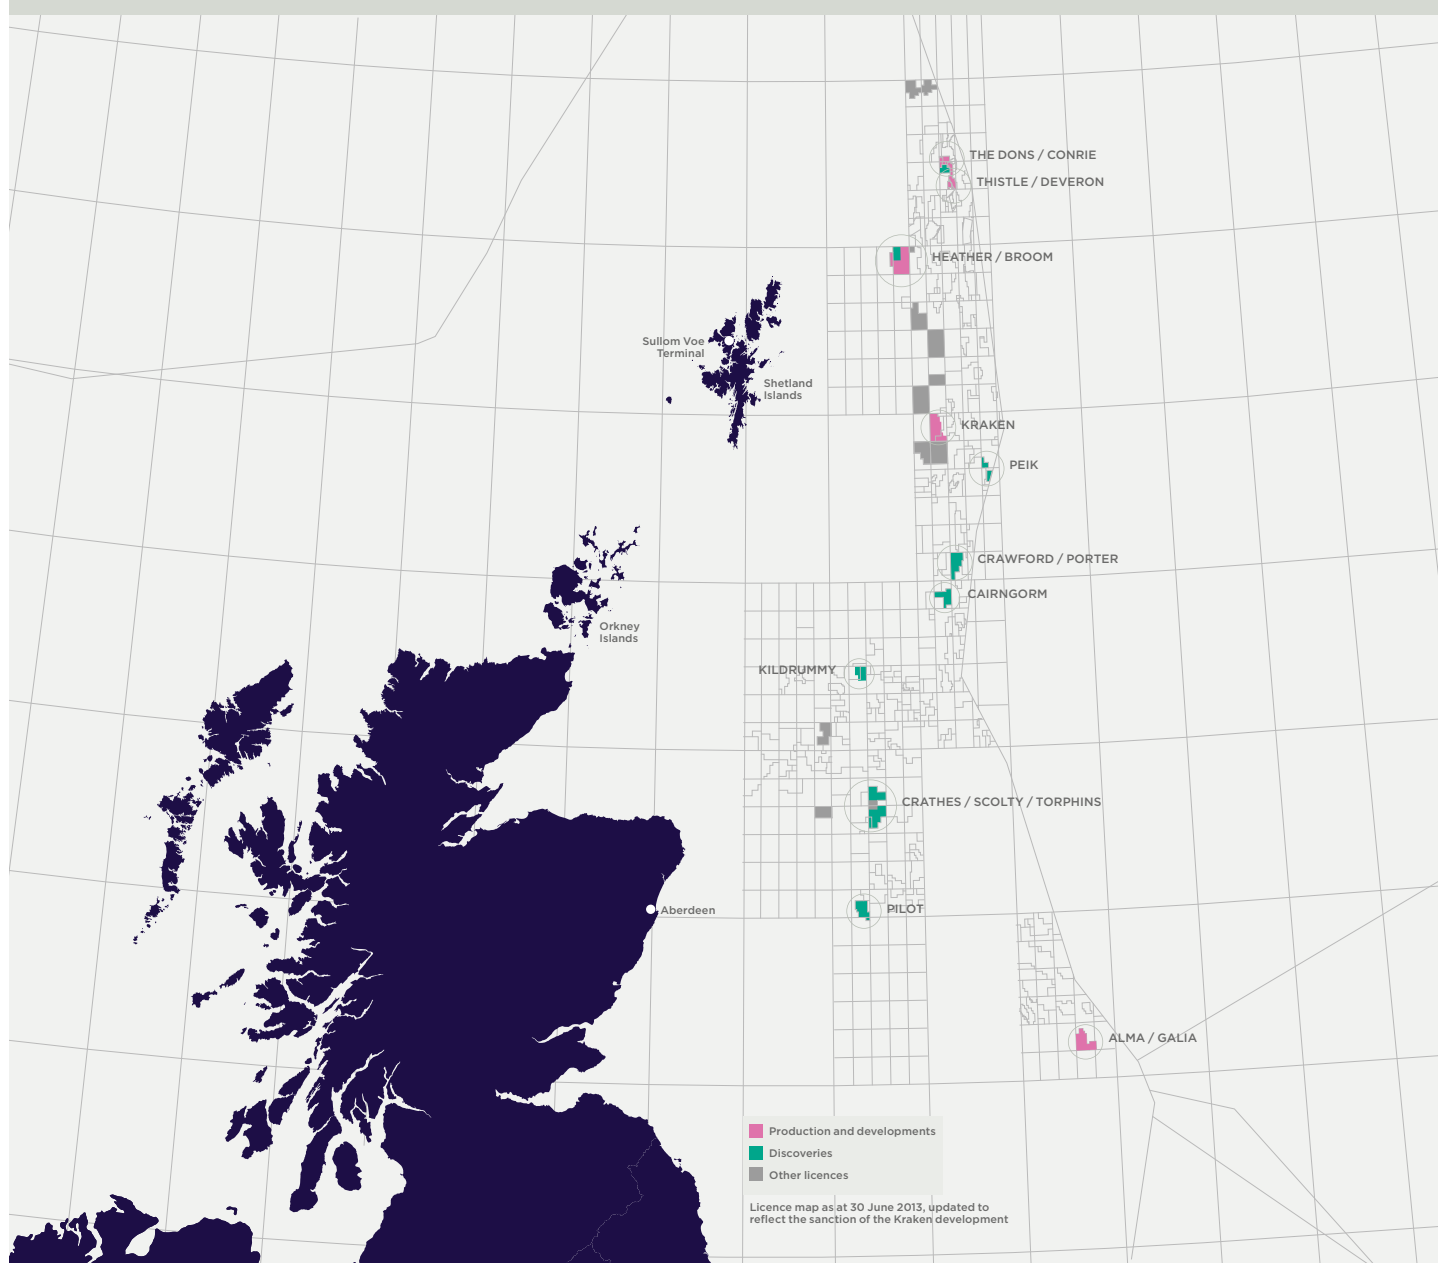 THE DONS / CONRIE
THISTLE / DEVERON
HEATHER / BROOM
Sullom Voe
Terminal
Shetland
Islands
KRAKEN
PEIK
CRAWFORD / PORTER
CAIRNGORM
Orkney
Islands
KILDRUMMY
CRATHES / SCOLTY / TORPHINS
Aberdeen
PILOT
ALMA / GALIA
Production and developments
Discoveries
Other licences
Licence map as at 30 June 2013, updated to
reflect the sanction of the Kraken development